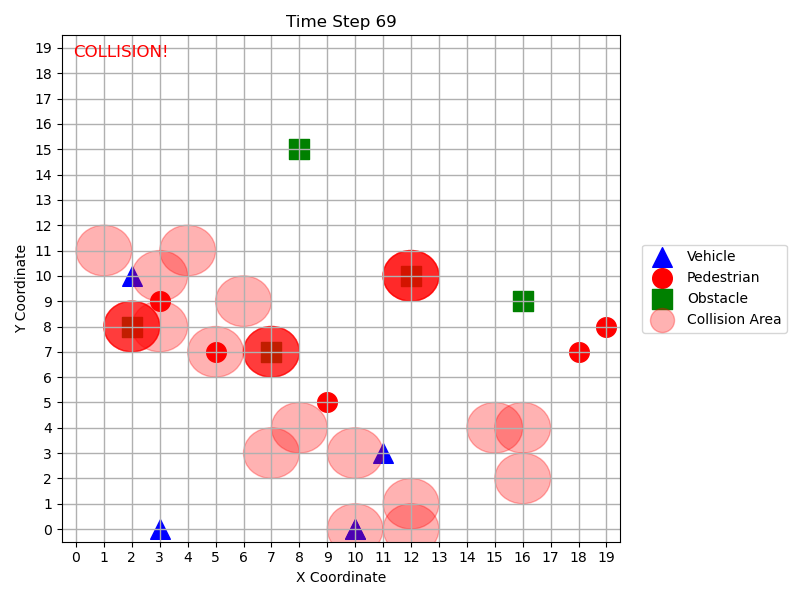 Time Step 69
COLLISION!
Y Coordinate
19
18
17
16
15
14
13
12
11
10
9
8
7
6
5
4
3
2
1
0
0 1 2 3 4 5 6 7 8 9 10 11 12 13 14 15 16 17 18 19
X Coordinate
Vehicle
Pedestrian
Obstacle
Collision Area